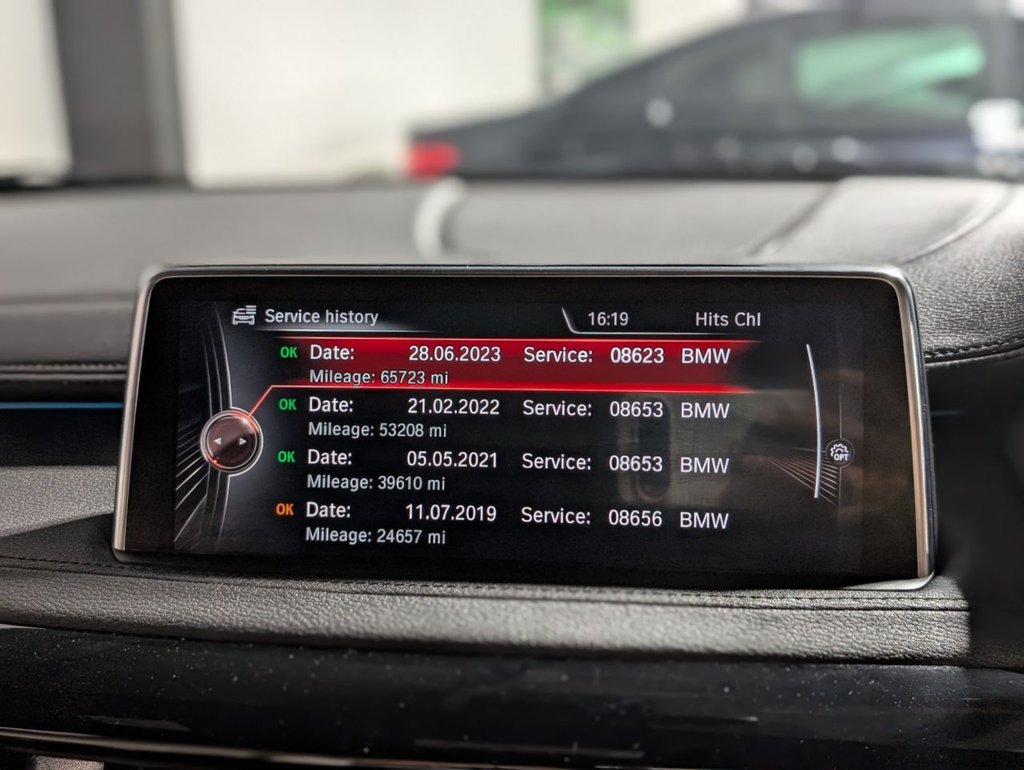 Service history 16:19 Hits Chl
OK Date: 28.06.2023 Service: 08623 BMW
Mileage: 65723 mi
OK Date: 21.02.2022 Service: 08653 BMW
Mileage: 53208 mi
OK Date: 05.05.2021 Service: 08653 BMW
Mileage: 39610 mi
OK Date: 11.07.2019 Service: 08656 BMW
Mileage: 24657 mi
OPT